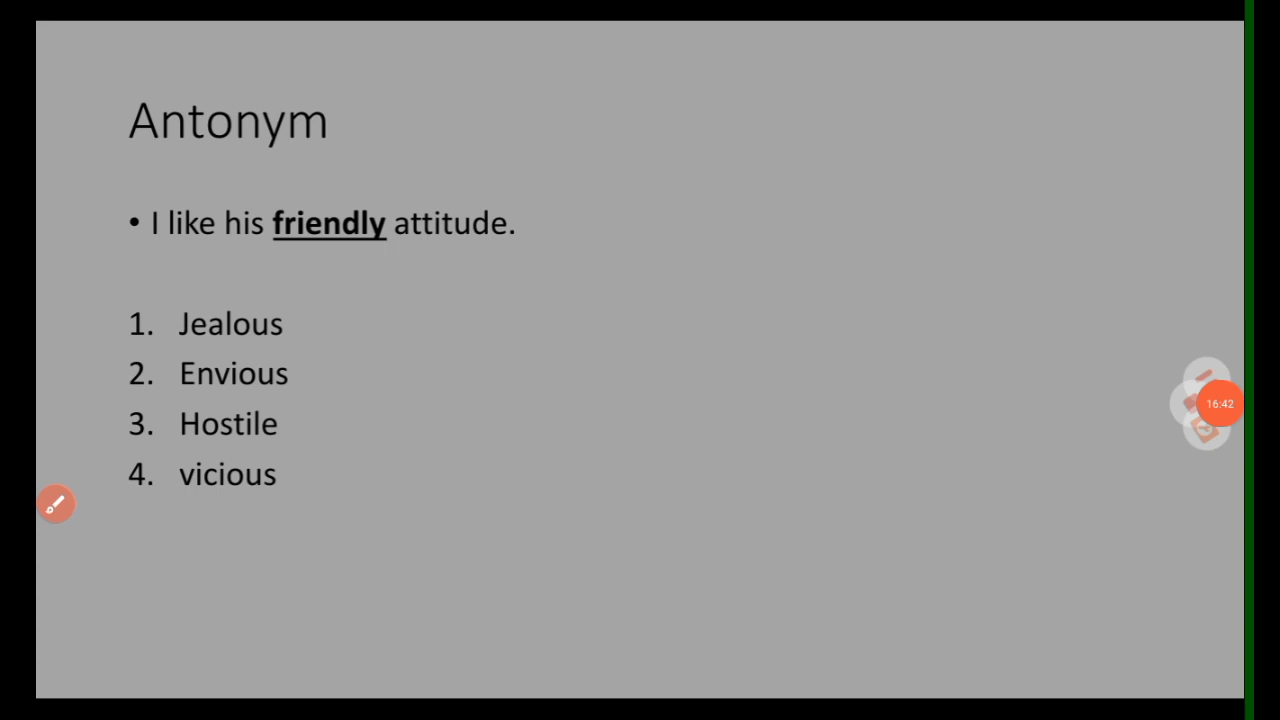 Antonym
• I like his friendly attitude.
1. Jealous
2. Envious
3. Hostile
4. vicious
16:42